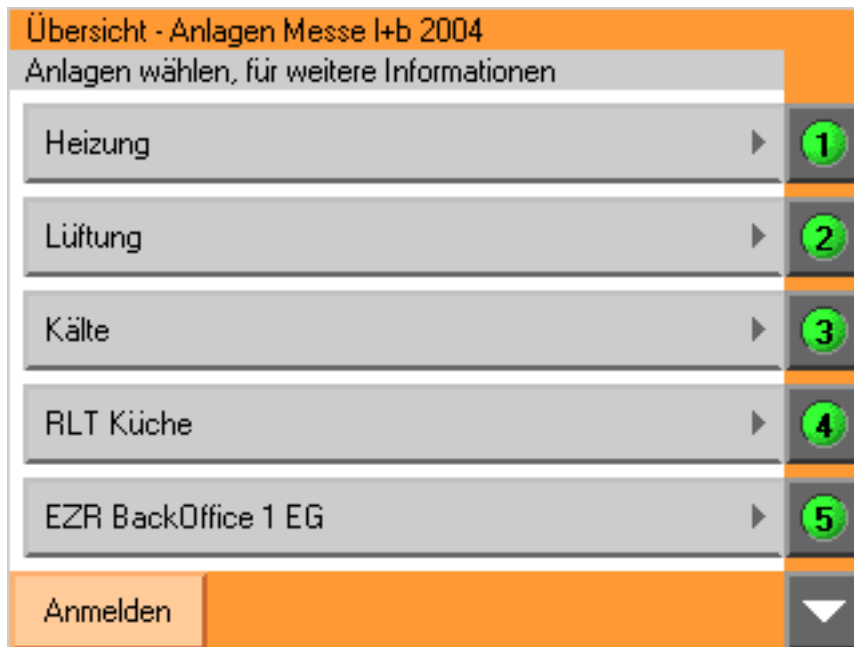 Übersicht - Anlagen Messe I+b 2004
Anlagen wählen, für weitere Informationen
Heizung
1
Lüftung
2
Kälte
3
RLT Küche
4
EZR BackOffice 1 EG
5
Anmelden